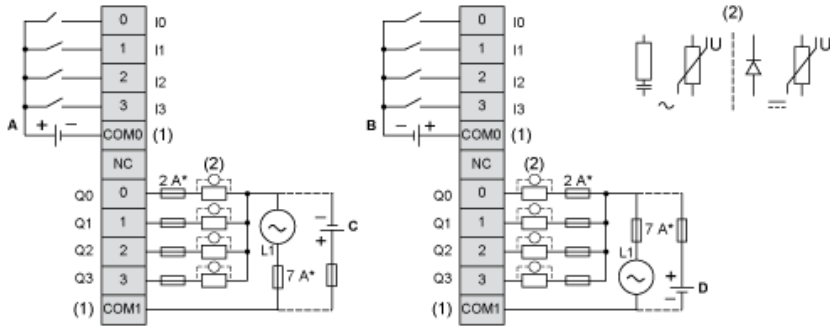 (2)
0 I0
1 I1
2 I2
3 I3
A + - COM0 (1)
NC
(2)
2 A*
Q0 0
Q1 1
Q2 2
Q3 3
L1
7 A*
- + C
(1) COM1
0 I0
1 I1
2 I2
3 I3
B - + COM0 (1)
NC
(2)
2 A*
Q0 0
Q1 1
Q2 2
Q3 3
7 A*
L1
+ - D
(1) COM1
U
U